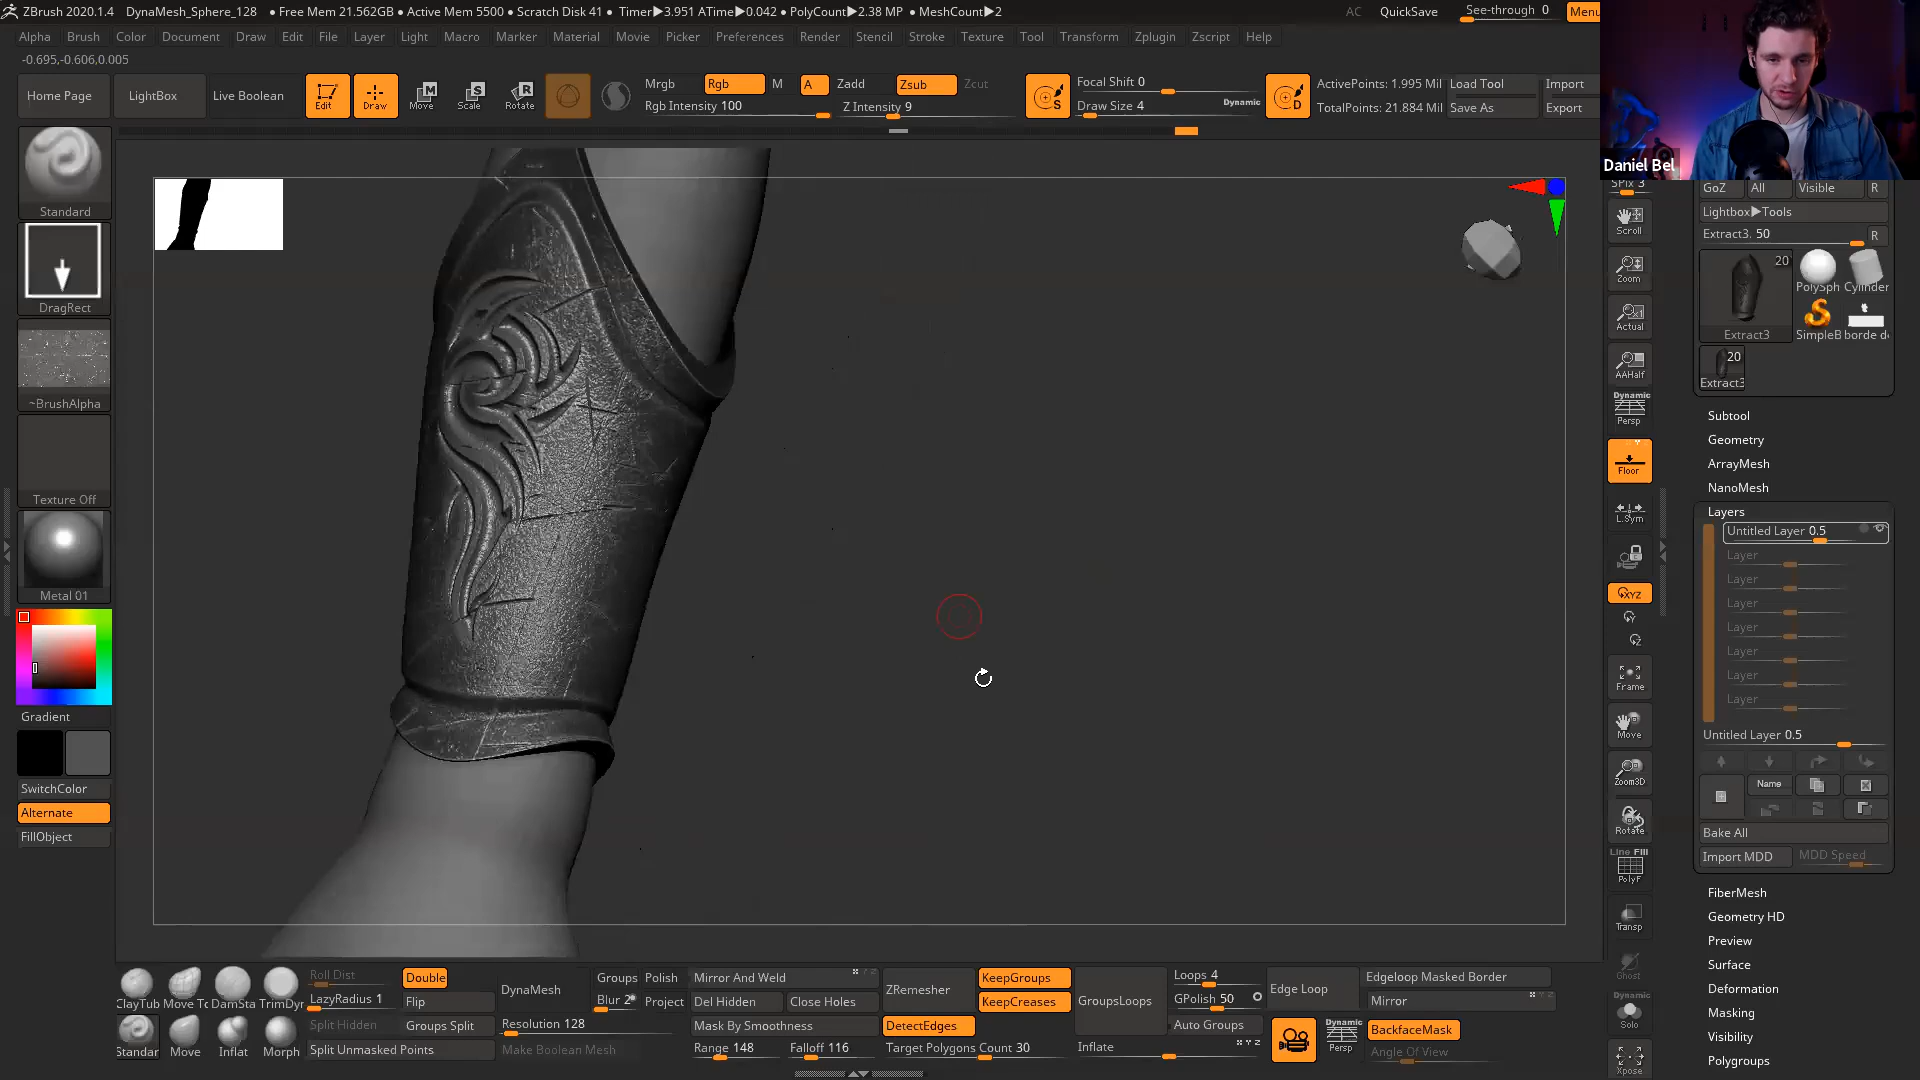 ZBrush 2020.1.4 DynaMesh_Sphere_128 • Free Mem 21.562GB • Active Mem 5500 • Scratch Disk 41 • Timer▶3.951 ATime▶0.042 • PolyCount▶2.38 MP • MeshCount▶2 AC QuickSave See-through 0 Menu
Alpha Brush Color Document Draw Edit File Layer Light Macro Marker Material Movie Picker Preferences Render Stencil Stroke Texture Tool Transform Zplugin Zscript Help
-0.695,-0.606,0.005
Home Page LightBox Live Boolean Edit Draw Move Scale Rotate
Mrgb Rgb M A Zadd Zsub Zcut
Rgb Intensity 100 Z Intensity 9
Focal Shift 0
Draw Size 4 Dynamic
ActivePoints: 1.995 Mil
TotalPoints: 21.884 Mil
Load Tool Import
Save As Export
Daniel Bel
Standard
DragRect
~BrushAlpha
Texture Off
Metal 01
Gradient
SwitchColor
Alternate
FillObject
SPix 3
Scroll
Zoom
Actual
AAHalf
Dynamic
Persp
Floor
L.Sym
XYZ
Frame
Move
Zoom3D
Rotate
Line Fill
PolyF
Transp
Ghost
Dynamic
Solo
Xpose
GoZ All Visible R
Lightbox▶Tools
Extract3. 50 R
20
PolySph Cylinder
Extract3 SimpleB borde d
20
Extract3
Subtool
Geometry
ArrayMesh
NanoMesh
Layers
Untitled Layer 0.5
Layer
Layer
Layer
Layer
Layer
Layer
Layer
Untitled Layer 0.5
Name
Bake All
Import MDD MDD Speed
FiberMesh
Geometry HD
Preview
Surface
Deformation
Masking
Visibility
Polygroups
ClayTub Move To DamSta TrimDyr
Standar Move Inflat Morph
Roll Dist Double
LazyRadius 1 Flip
Split Hidden Groups Split
Split Unmasked Points
DynaMesh
Groups Polish
Blur 2 Project
Resolution 128
Make Boolean Mesh
Mirror And Weld
Del Hidden Close Holes
Mask By Smoothness
Range 148 Falloff 116
ZRemesher
KeepGroups
KeepCreases
DetectEdges
Target Polygons Count 30
GroupsLoops
Loops 4
GPolish 50
Auto Groups
Inflate
Edge Loop
Edgeloop Masked Border
Mirror
Dynamic
Persp
BackfaceMask
Angle Of View